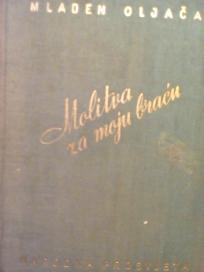 MLADEN OLJAČA
Molitva
za moju braću
NARODNA PROSVJETA